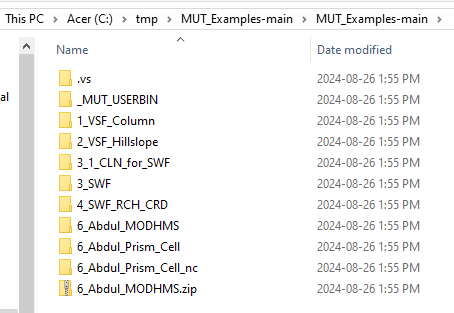 This PC > Acer (C:) > tmp > MUT_Examples-main > MUT_Examples-main >
Name Date modified
.vs 2024-08-26 1:55 PM
al
_MUT_USERBIN 2024-08-26 1:55 PM
1_VSF_Column 2024-08-26 1:55 PM
2_VSF_Hillslope 2024-08-26 1:55 PM
3_1_CLN_for_SWF 2024-08-26 1:55 PM
3_SWF 2024-08-26 1:55 PM
4_SWF_RCH_CRD 2024-08-26 1:55 PM
6_Abdul_MODHMS 2024-08-26 1:55 PM
6_Abdul_Prism_Cell 2024-08-26 1:55 PM
6_Abdul_Prism_Cell_nc 2024-08-26 1:55 PM
6_Abdul_MODHMS.zip 2024-08-26 1:55 PM